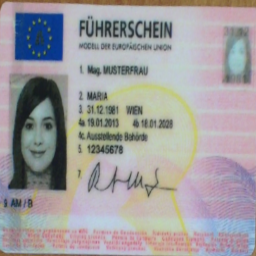 FÜHRERSCHEIN
MODELL DER EUROPÄISCHEN UNION
1. Mag. MUSTERFRAU
2. MARIA
3. 31.12.1981 WIEN
4a. 19.01.2013 4b. 18.01.2028
4c. Ausstellende Behörde
5. 12345678
7.
9. AM / B